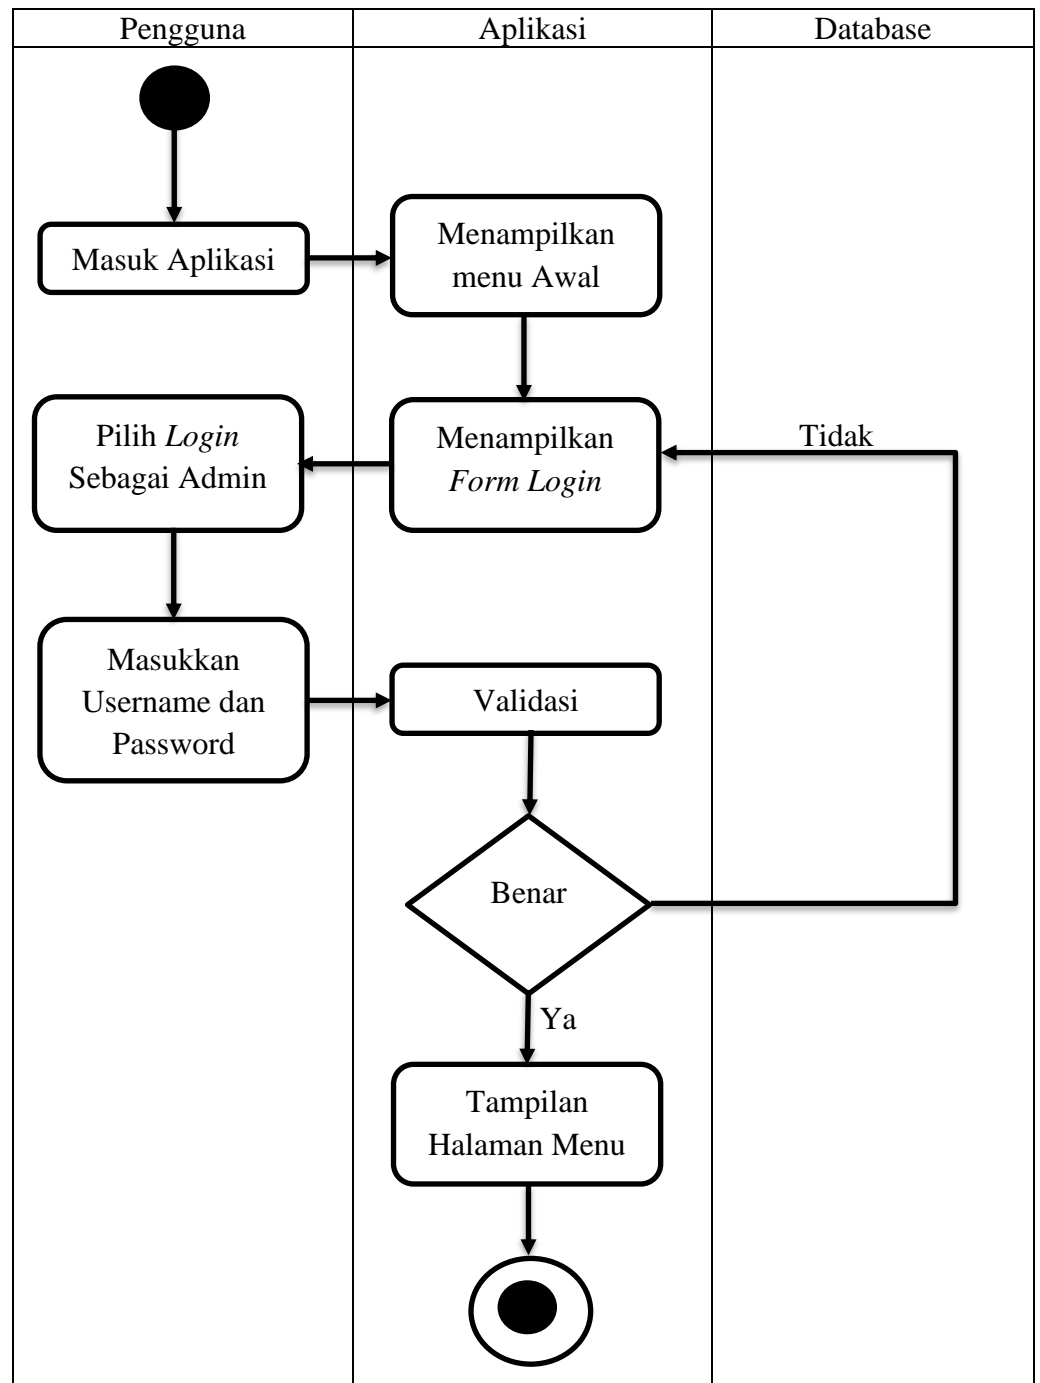 Pengguna
Aplikasi
Database
Masuk Aplikasi
Menampilkan
menu Awal
Pilih Login
Sebagai Admin
Menampilkan
Form Login
Tidak
Masukkan
Username dan
Password
Validasi
Benar
Ya
Tampilan
Halaman Menu